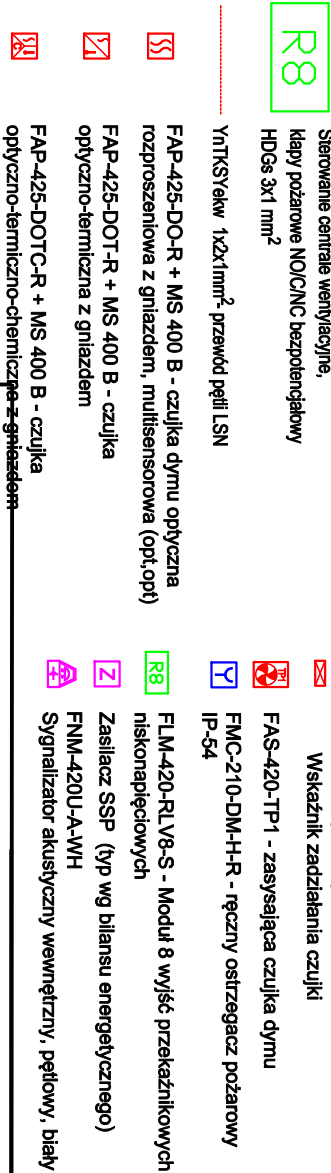 R8
Sterowanie centrale wentylacyjne,
klapy pożarowe NO/C/NC bezpotencjałowy
HDGs 3x1 mm²
YnTKSYekw 1x2x1mm²- przewód pętli LSN
FAP-425-DO-R + MS 400 B - czujka dymu optyczna
rozproszeniowa z gniazdem, multisensorowa (opt,opt)
FAP-425-DOT-R + MS 400 B - czujka
optyczno-termiczna z gniazdem
FAP-425-DOTC-R + MS 400 B - czujka
optyczno-termiczno-chemiczna z gniazdem
Wskaźnik zadziałania czujki
FAS-420-TP1 - zasysająca czujka dymu
FMC-210-DM-H-R - ręczny ostrzegacz pożarowy
IP-54
R8
FLM-420-RLV8-S - Moduł 8 wyjść przekaźnikowych
niskonapięciowych
Z
Zasilacz SSP (typ wg bilansu energetycznego)
FNM-420U-A-WH
Sygnalizator akustyczny wewnętrzny, pętlowy, biały